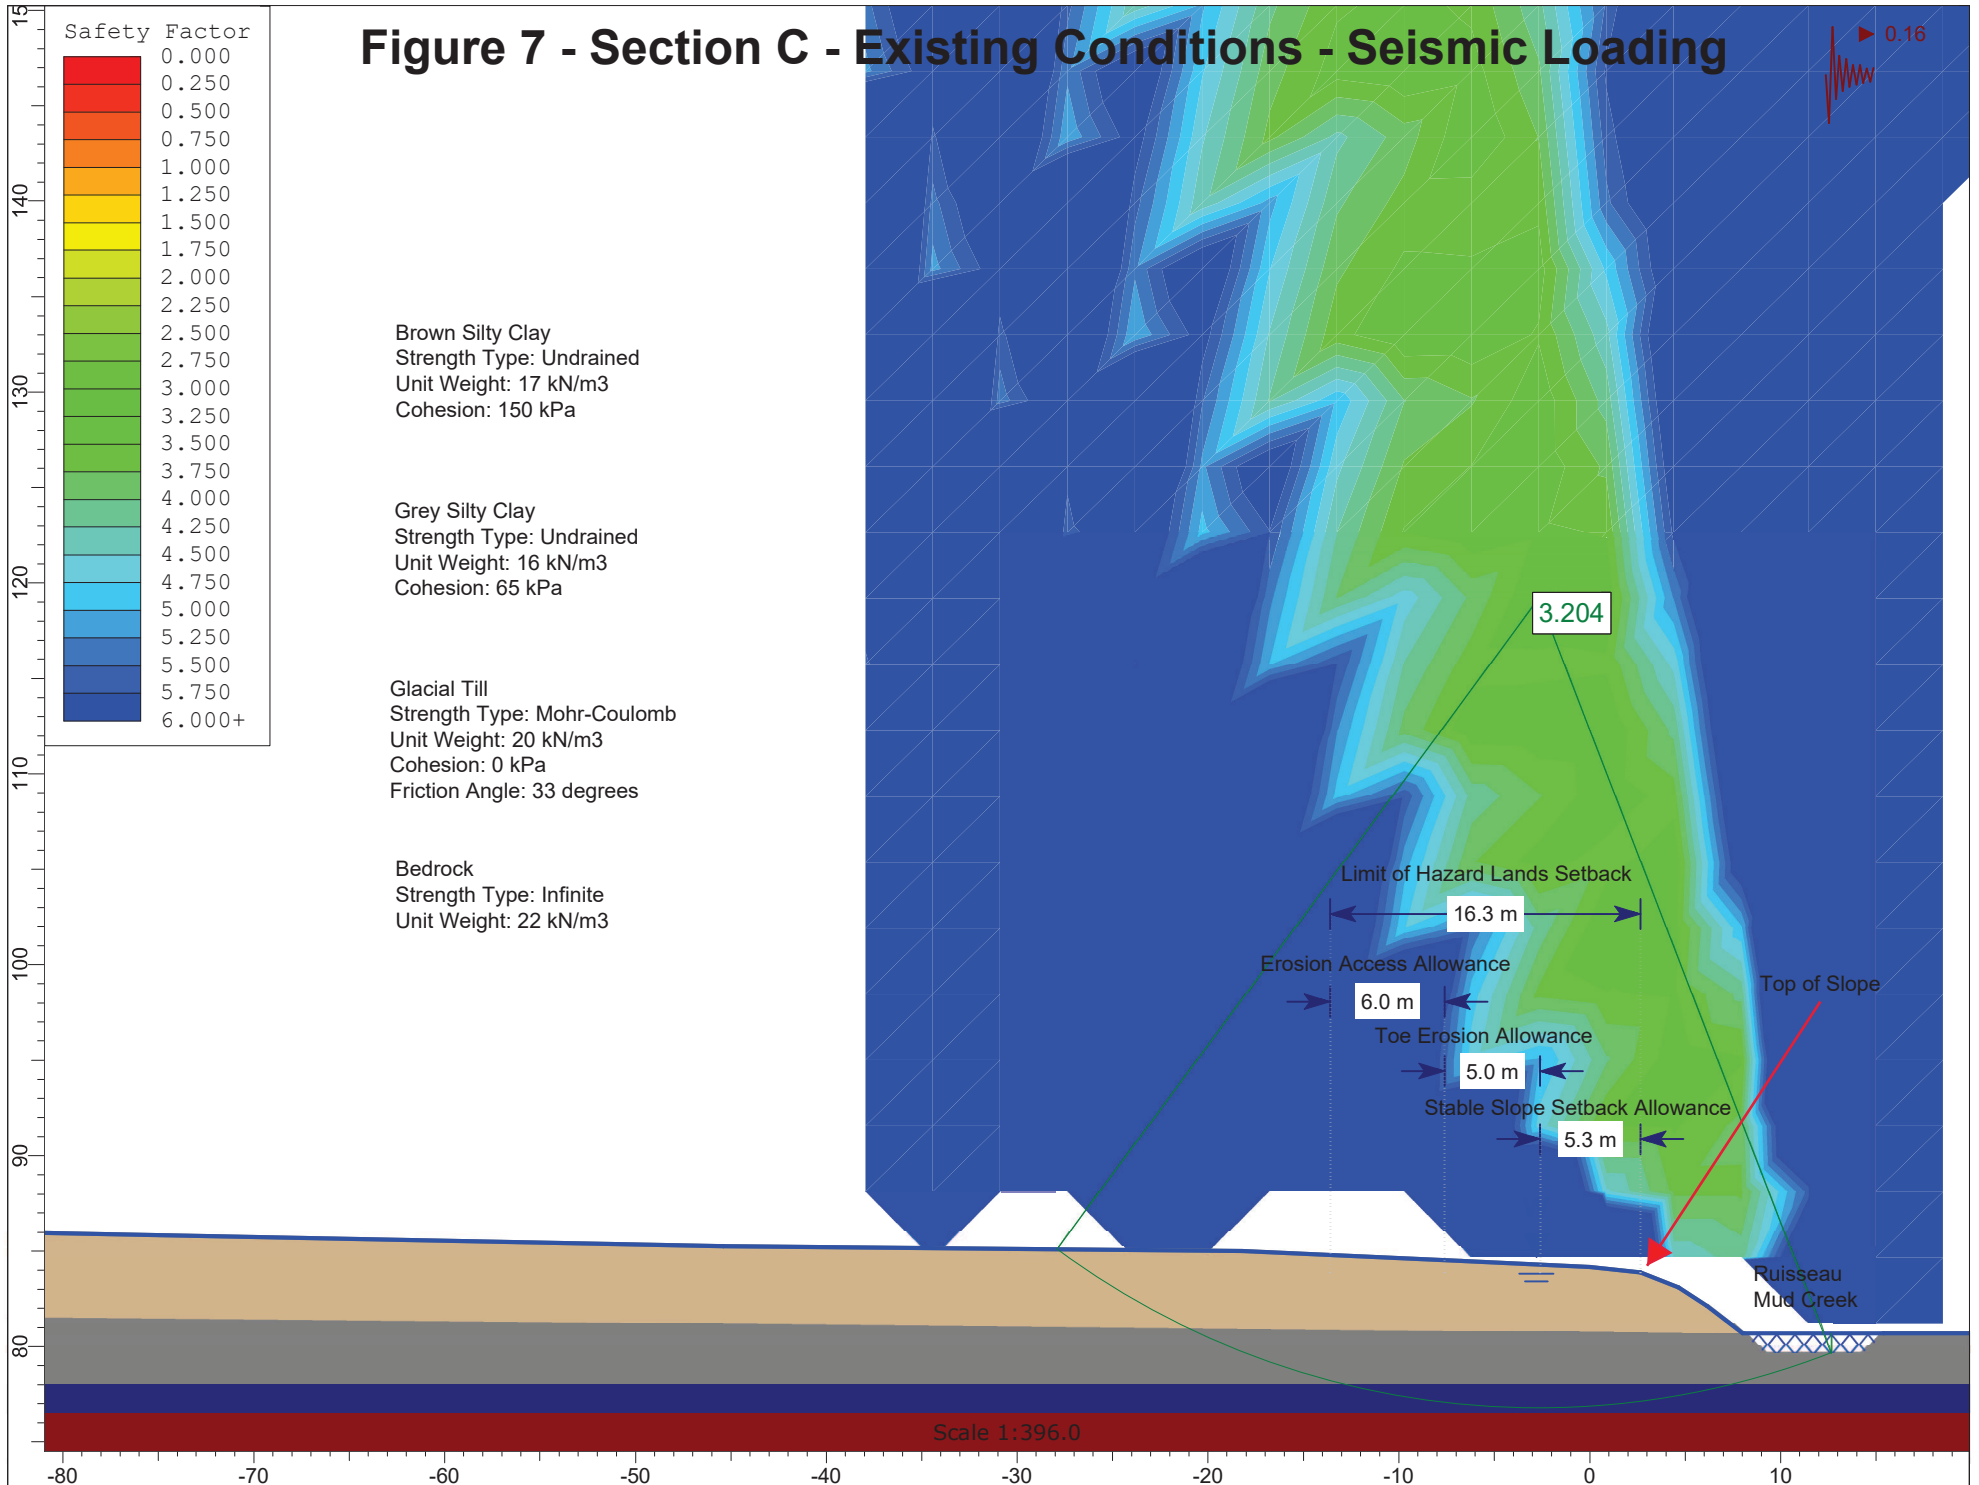 Figure 7 - Section C - Existing Conditions - Seismic Loading
0.16
Safety Factor
0.000
0.250
0.500
0.750
1.000
1.250
1.500
1.750
2.000
2.250
2.500
2.750
3.000
3.250
3.500
3.750
4.000
4.250
4.500
4.750
5.000
5.250
5.500
5.750
6.000+
Brown Silty Clay
Strength Type: Undrained
Unit Weight: 17 kN/m3
Cohesion: 150 kPa
Grey Silty Clay
Strength Type: Undrained
Unit Weight: 16 kN/m3
Cohesion: 65 kPa
Glacial Till
Strength Type: Mohr-Coulomb
Unit Weight: 20 kN/m3
Cohesion: 0 kPa
Friction Angle: 33 degrees
Bedrock
Strength Type: Infinite
Unit Weight: 22 kN/m3
3.204
Limit of Hazard Lands Setback
16.3 m
Erosion Access Allowance
6.0 m
Top of Slope
Toe Erosion Allowance
5.0 m
Stable Slope Setback Allowance
5.3 m
Ruisseau
Mud Creek
Scale 1:396.0
15
140
130
120
110
100
90
80
-80 -70 -60 -50 -40 -30 -20 -10 0 10